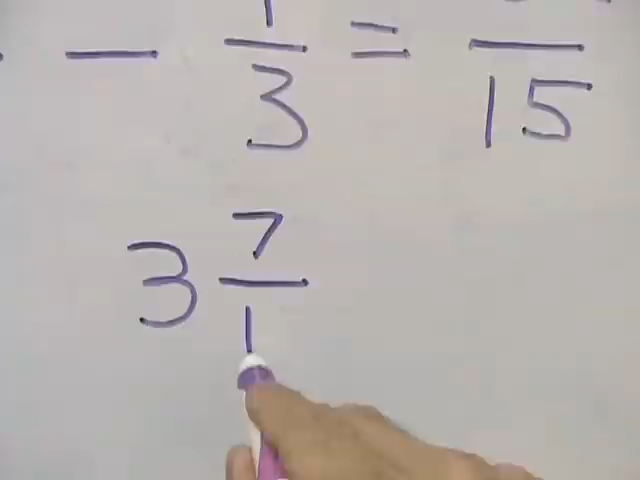 — 1/3 = /15
3 7/1